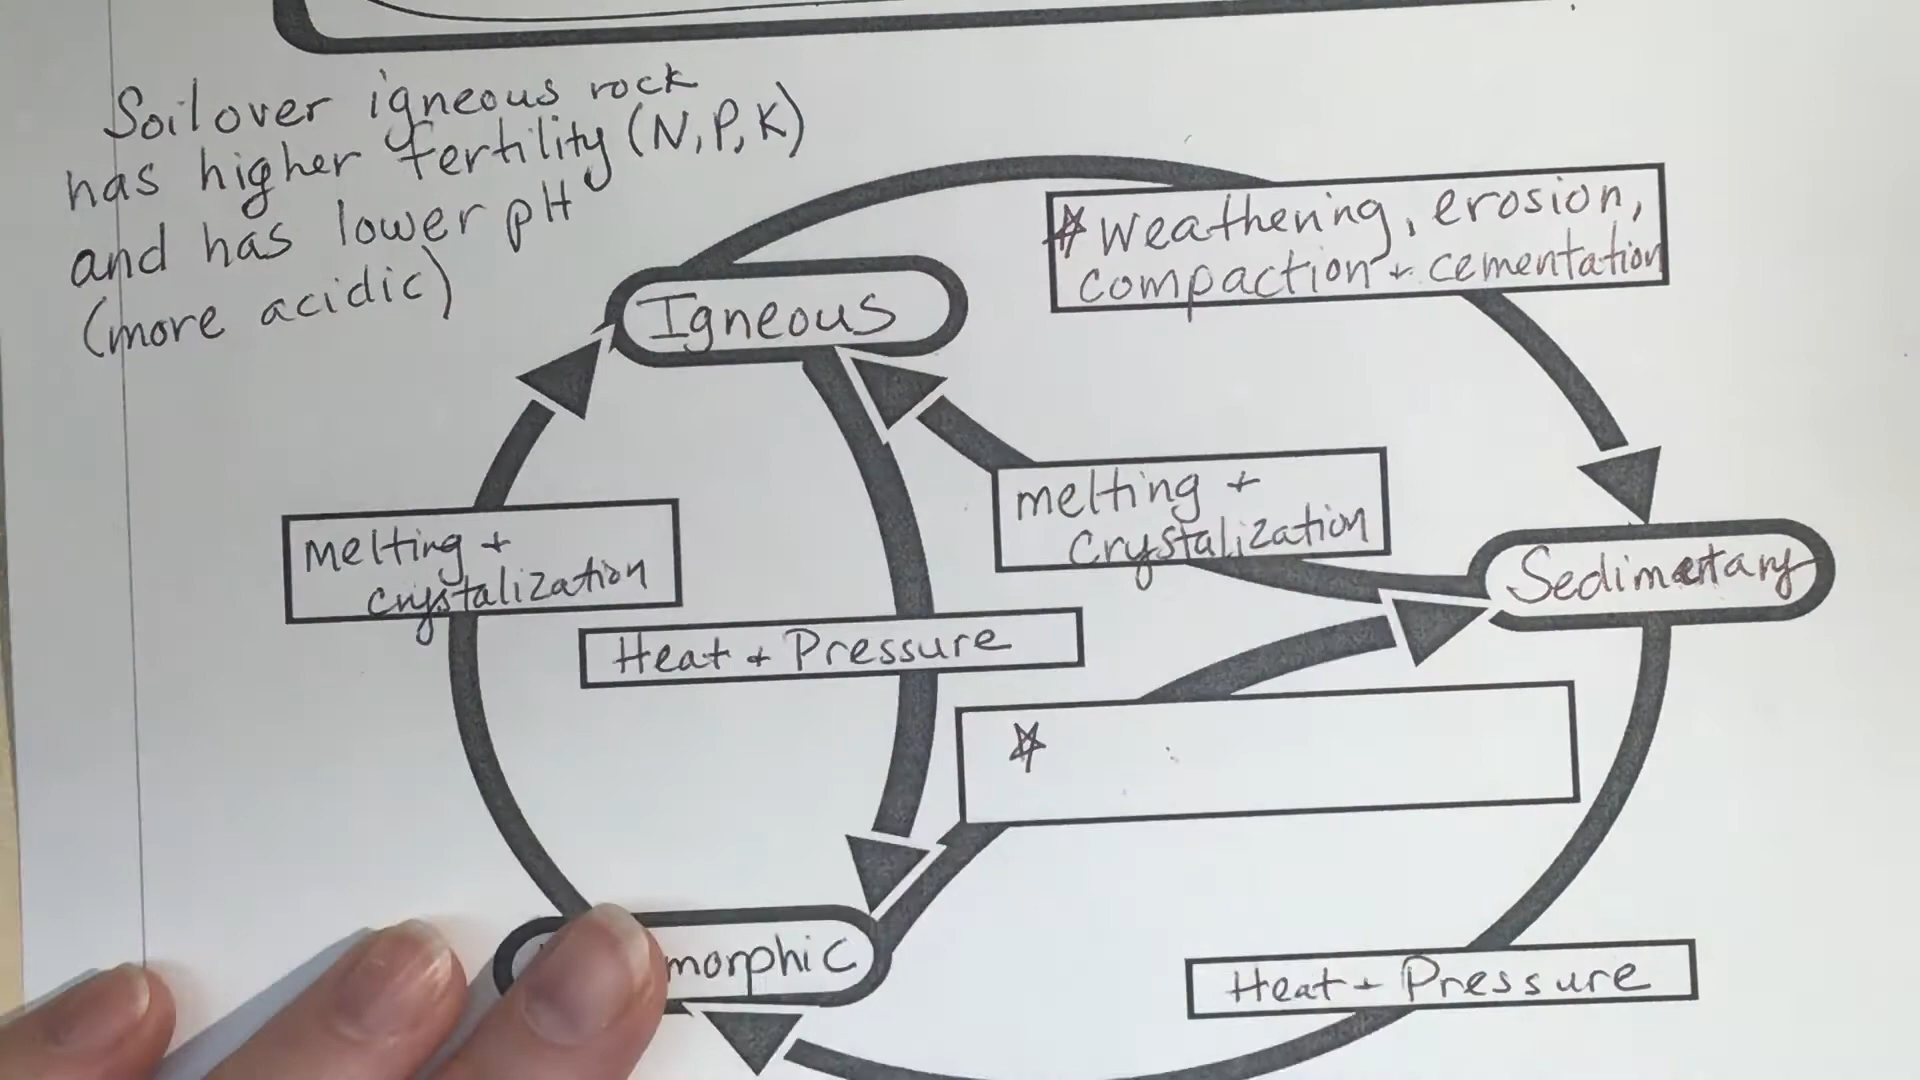 Soil over igneous rock
has higher fertility (N, P, K)
and has lower pH
(more acidic)
Igneous
* Weathering, erosion,
compaction + cementation
melting +
crystalization
Sedimentary
Melting +
crystalization
Heat + Pressure
*
morphic
Heat + Pressure